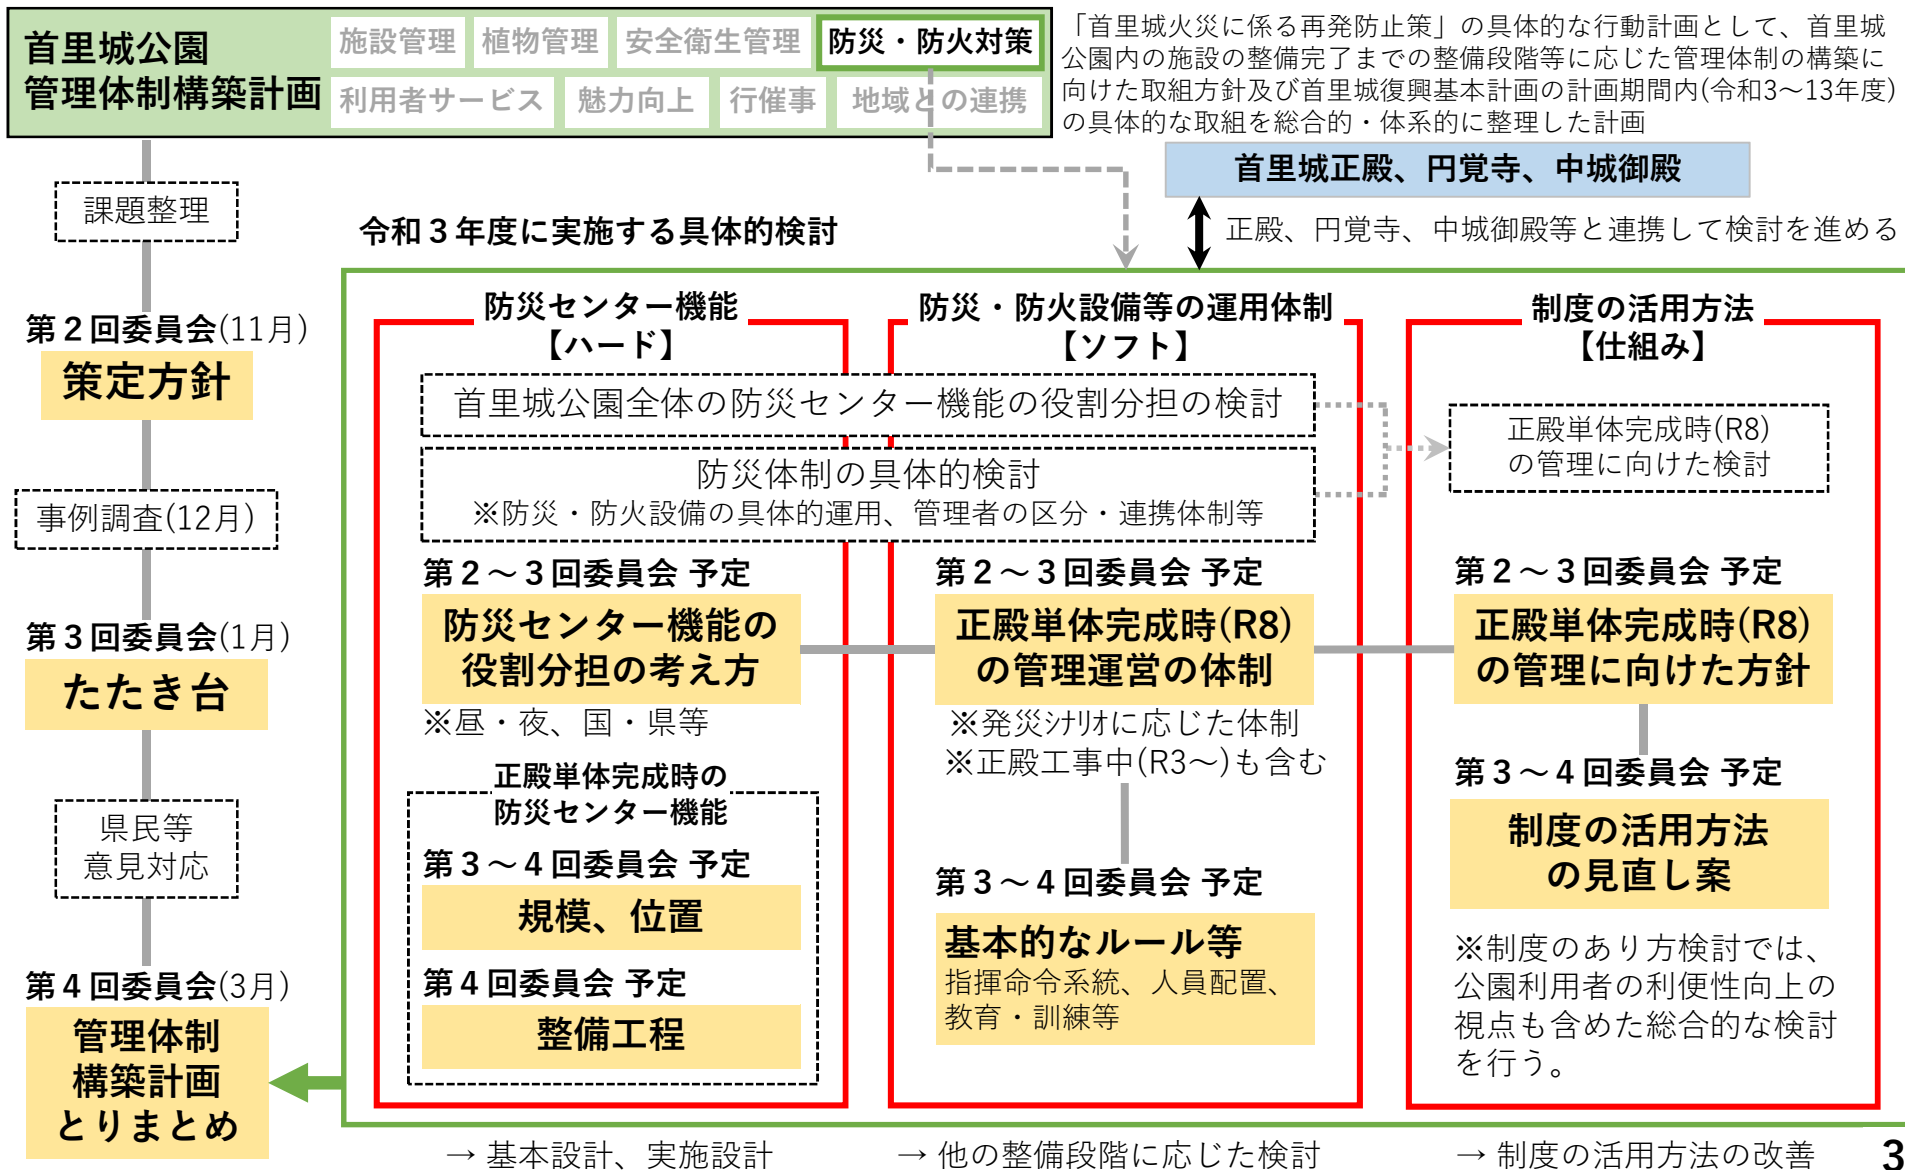 首里城公園
管理体制構築計画
施設管理
植物管理
安全衛生管理
防災・防火対策
利用者サービス
魅力向上
行催事
地域との連携
「首里城火災に係る再発防止策」の具体的な行動計画として、首里城
公園内の施設の整備完了までの整備段階等に応じた管理体制の構築に
向けた取組方針及び首里城復興基本計画の計画期間内(令和3～13年度)
の具体的な取組を総合的・体系的に整理した計画
首里城正殿、円覚寺、中城御殿
正殿、円覚寺、中城御殿等と連携して検討を進める
課題整理
第２回委員会(11月)
策定方針
事例調査(12月)
第３回委員会(1月)
たたき台
県民等
意見対応
第４回委員会(3月)
管理体制
構築計画
とりまとめ
令和３年度に実施する具体的検討
防災センター機能
【ハード】
防災・防火設備等の運用体制
【ソフト】
制度の活用方法
【仕組み】
首里城公園全体の防災センター機能の役割分担の検討
防災体制の具体的検討
※防災・防火設備の具体的運用、管理者の区分・連携体制等
正殿単体完成時(R8)
の管理に向けた検討
第２～３回委員会 予定
防災センター機能の
役割分担の考え方
※昼・夜、国・県等
正殿単体完成時の
防災センター機能
第３～４回委員会 予定
規模、位置
第４回委員会 予定
整備工程
第２～３回委員会 予定
正殿単体完成時(R8)
の管理運営の体制
※発災ｼﾅﾘｵに応じた体制
※正殿工事中(R3～)も含む
第３～４回委員会 予定
基本的なルール等
指揮命令系統、人員配置、
教育・訓練等
第２～３回委員会 予定
正殿単体完成時(R8)
の管理に向けた方針
第３～４回委員会 予定
制度の活用方法
の見直し案
※制度のあり方検討では、
公園利用者の利便性向上の
視点も含めた総合的な検討
を行う。
→ 基本設計、実施設計
→ 他の整備段階に応じた検討
→ 制度の活用方法の改善
3